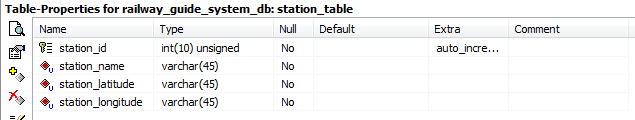 Table-Properties for railway_guide_system_db: station_table
Name Type Null Default Extra Comment
station_id int(10) unsigned No auto_incre...
station_name varchar(45) No
station_latitude varchar(45) No
station_longitude varchar(45) No